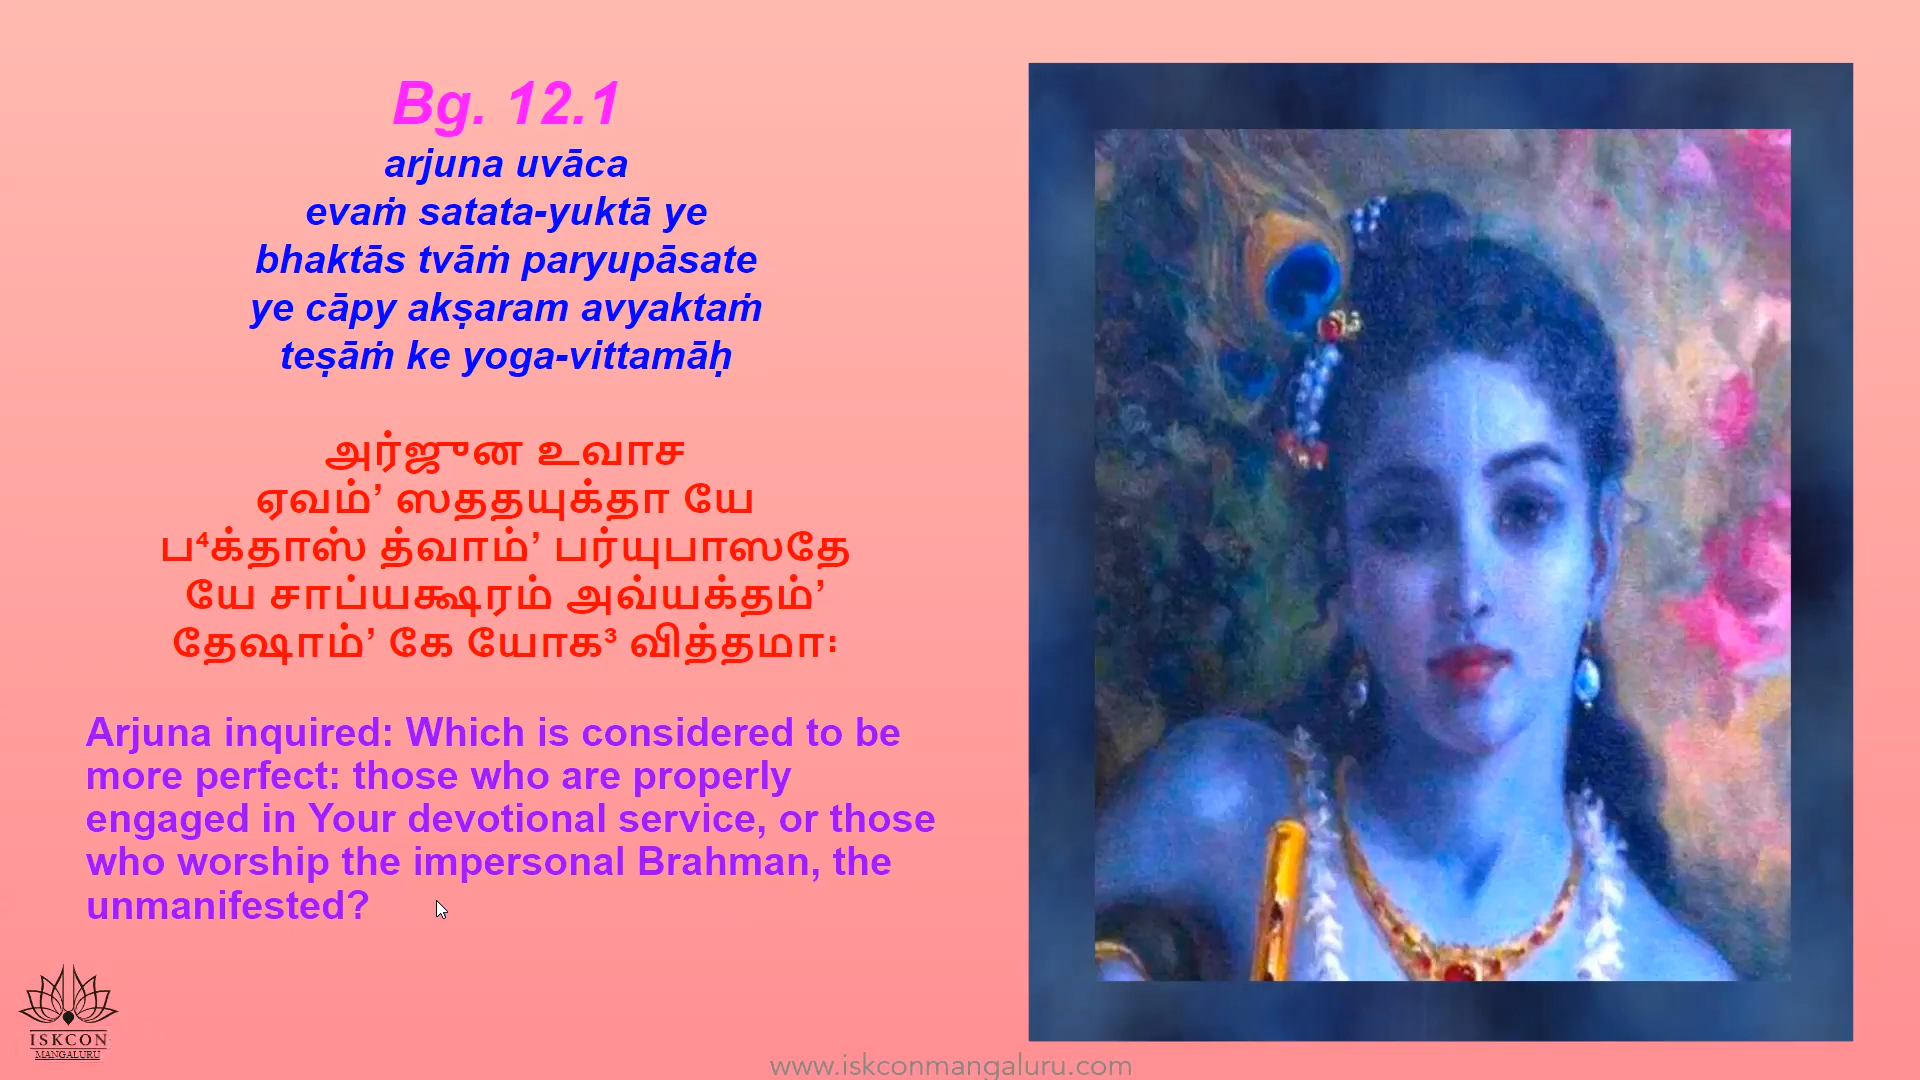 Bg. 12.1
arjuna uvāca
evaṁ satata-yuktā ye
bhaktās tvāṁ paryupāsate
ye cāpy akṣaram avyaktaṁ
teṣāṁ ke yoga-vittamāḥ
அர்ஜுன உவாச
ஏவம்’ ஸததயுக்தா யே
ப⁴க்தாஸ் த்வாம்’ பர்யுபாஸதே
யே சாப்யக்ஷரம் அவ்யக்தம்’
தேஷாம்’ கே யோக³ வித்தமா꞉
Arjuna inquired: Which is considered to be
more perfect: those who are properly
engaged in Your devotional service, or those
who worship the impersonal Brahman, the
unmanifested?
ISKCON
MANGALURU
www.iskconmangaluru.com